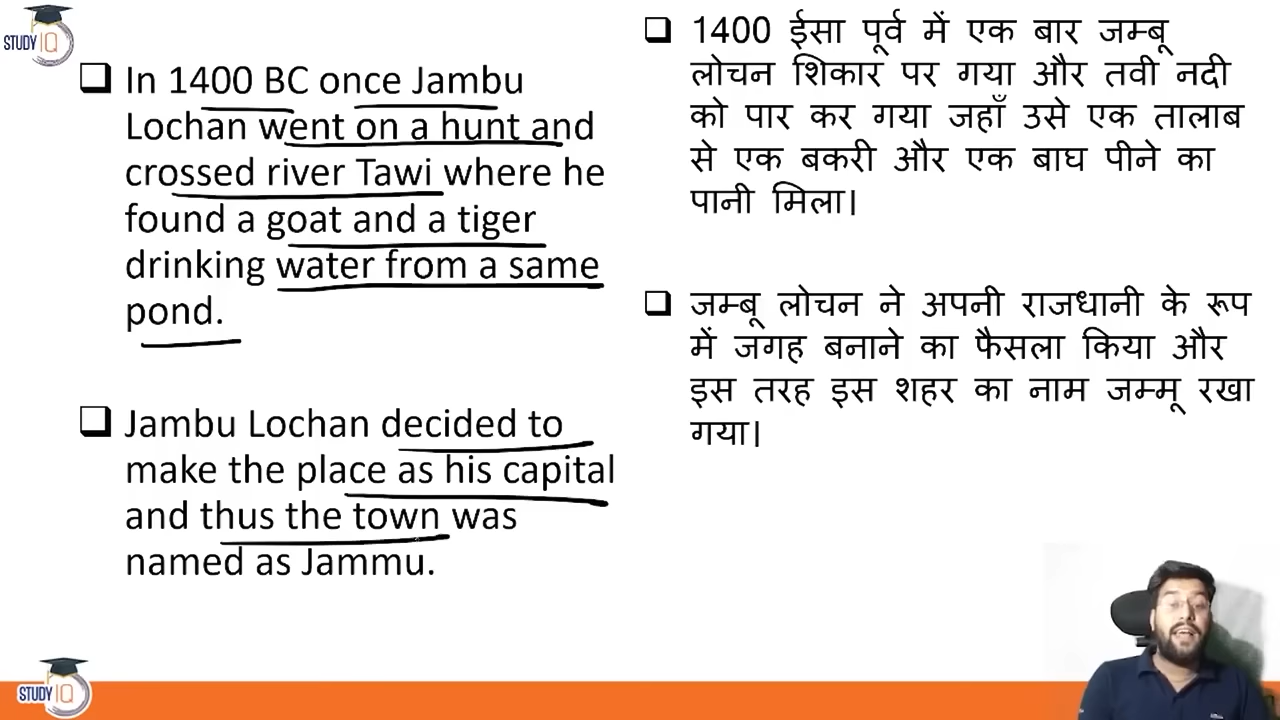 STUDY IQ
❑ In 1400 BC once Jambu
Lochan went on a hunt and
crossed river Tawi where he
found a goat and a tiger
drinking water from a same
pond.
❑ Jambu Lochan decided to
make the place as his capital
and thus the town was
named as Jammu.
❑ 1400 ईसा पूर्व में एक बार जम्बू
लोचन शिकार पर गया और तवी नदी
को पार कर गया जहाँ उसे एक तालाब
से एक बकरी और एक बाघ पीने का
पानी मिला।
❑ जम्बू लोचन ने अपनी राजधानी के रूप
में जगह बनाने का फैसला किया और
इस तरह इस शहर का नाम जम्मू रखा
गया।
STUDY IQ